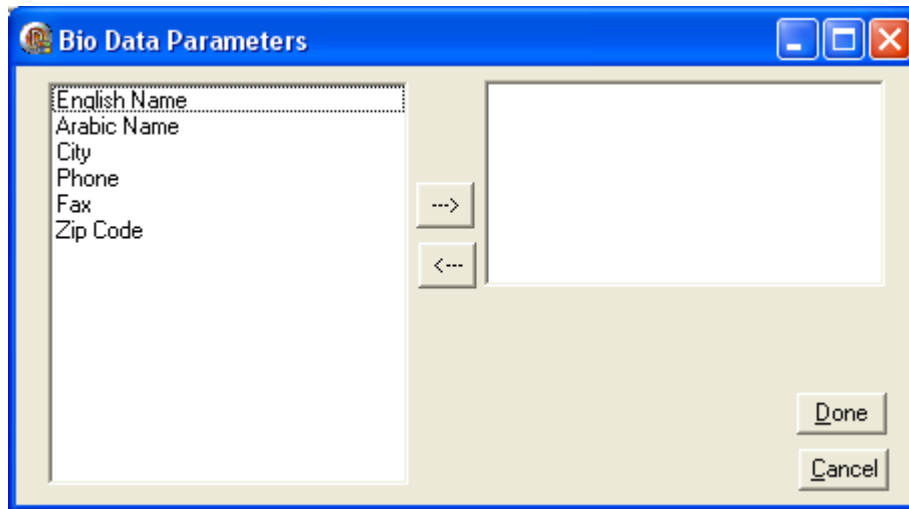 Bio Data Parameters
English Name
Arabic Name
City
Phone
Fax
Zip Code
--->
<---
Done
Cancel